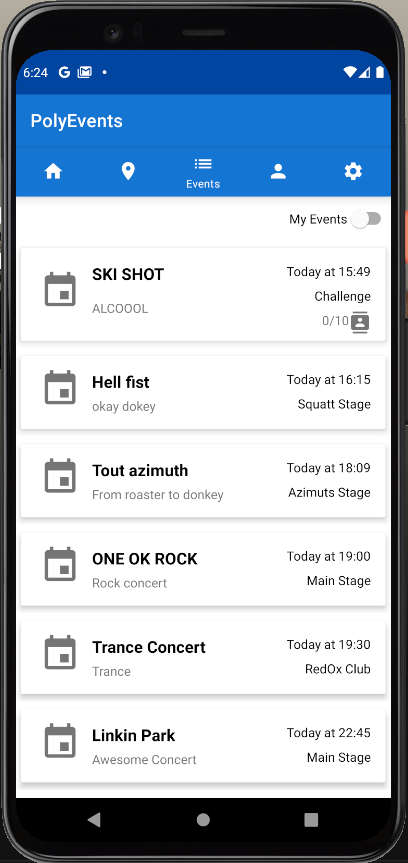 6:24
PolyEvents
Events
My Events
SKI SHOT
Today at 15:49
ALCOOOL
Challenge
0/10
Hell fist
Today at 16:15
okay dokey
Squatt Stage
Tout azimuth
Today at 18:09
From roaster to donkey
Azimuts Stage
ONE OK ROCK
Today at 19:00
Rock concert
Main Stage
Trance Concert
Today at 19:30
Trance
RedOx Club
Linkin Park
Today at 22:45
Awesome Concert
Main Stage